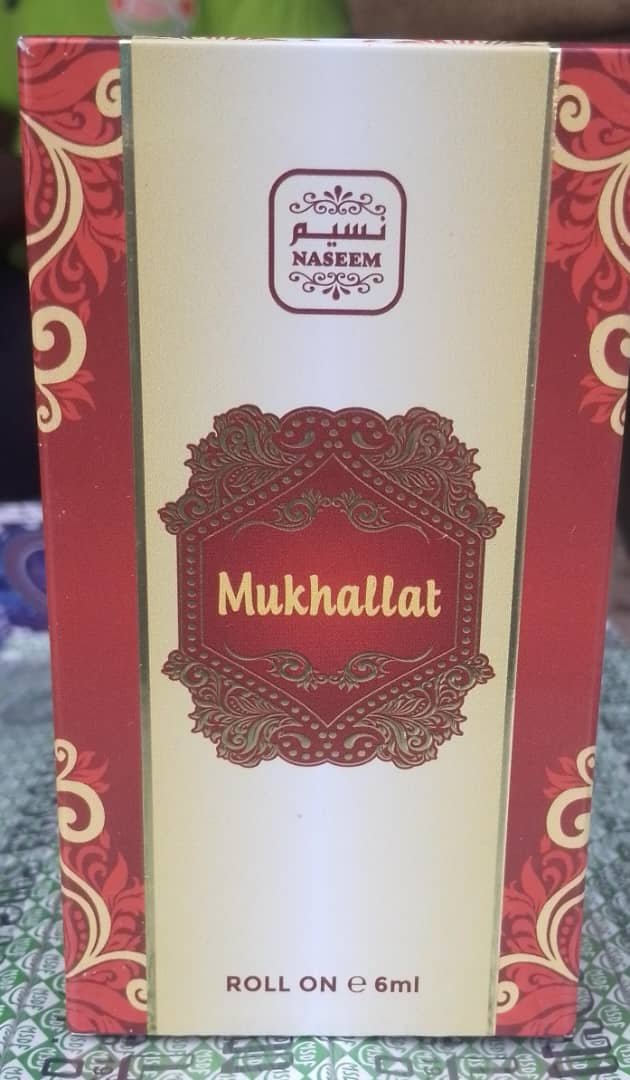 نسيم
NASEEM
Mukhallat
ROLL ON ℮ 6ml